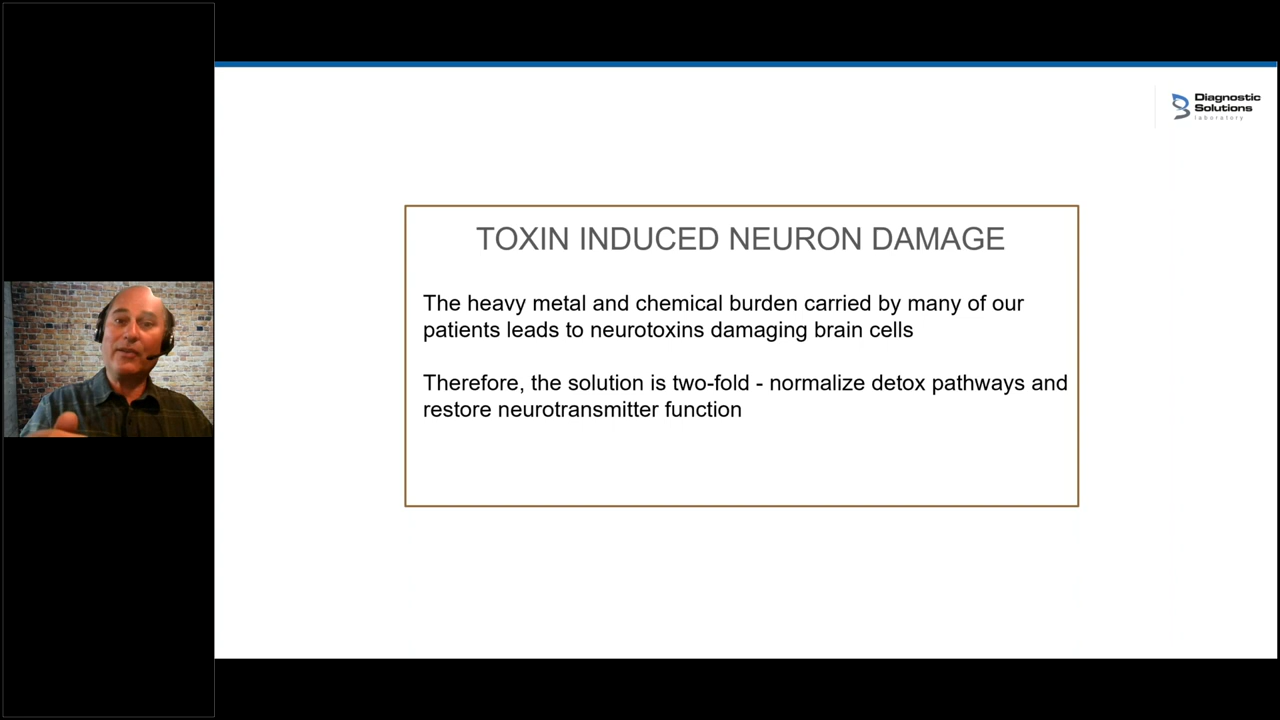 Diagnostic
Solutions
laboratory
TOXIN INDUCED NEURON DAMAGE
The heavy metal and chemical burden carried by many of our
patients leads to neurotoxins damaging brain cells
Therefore, the solution is two-fold - normalize detox pathways and
restore neurotransmitter function